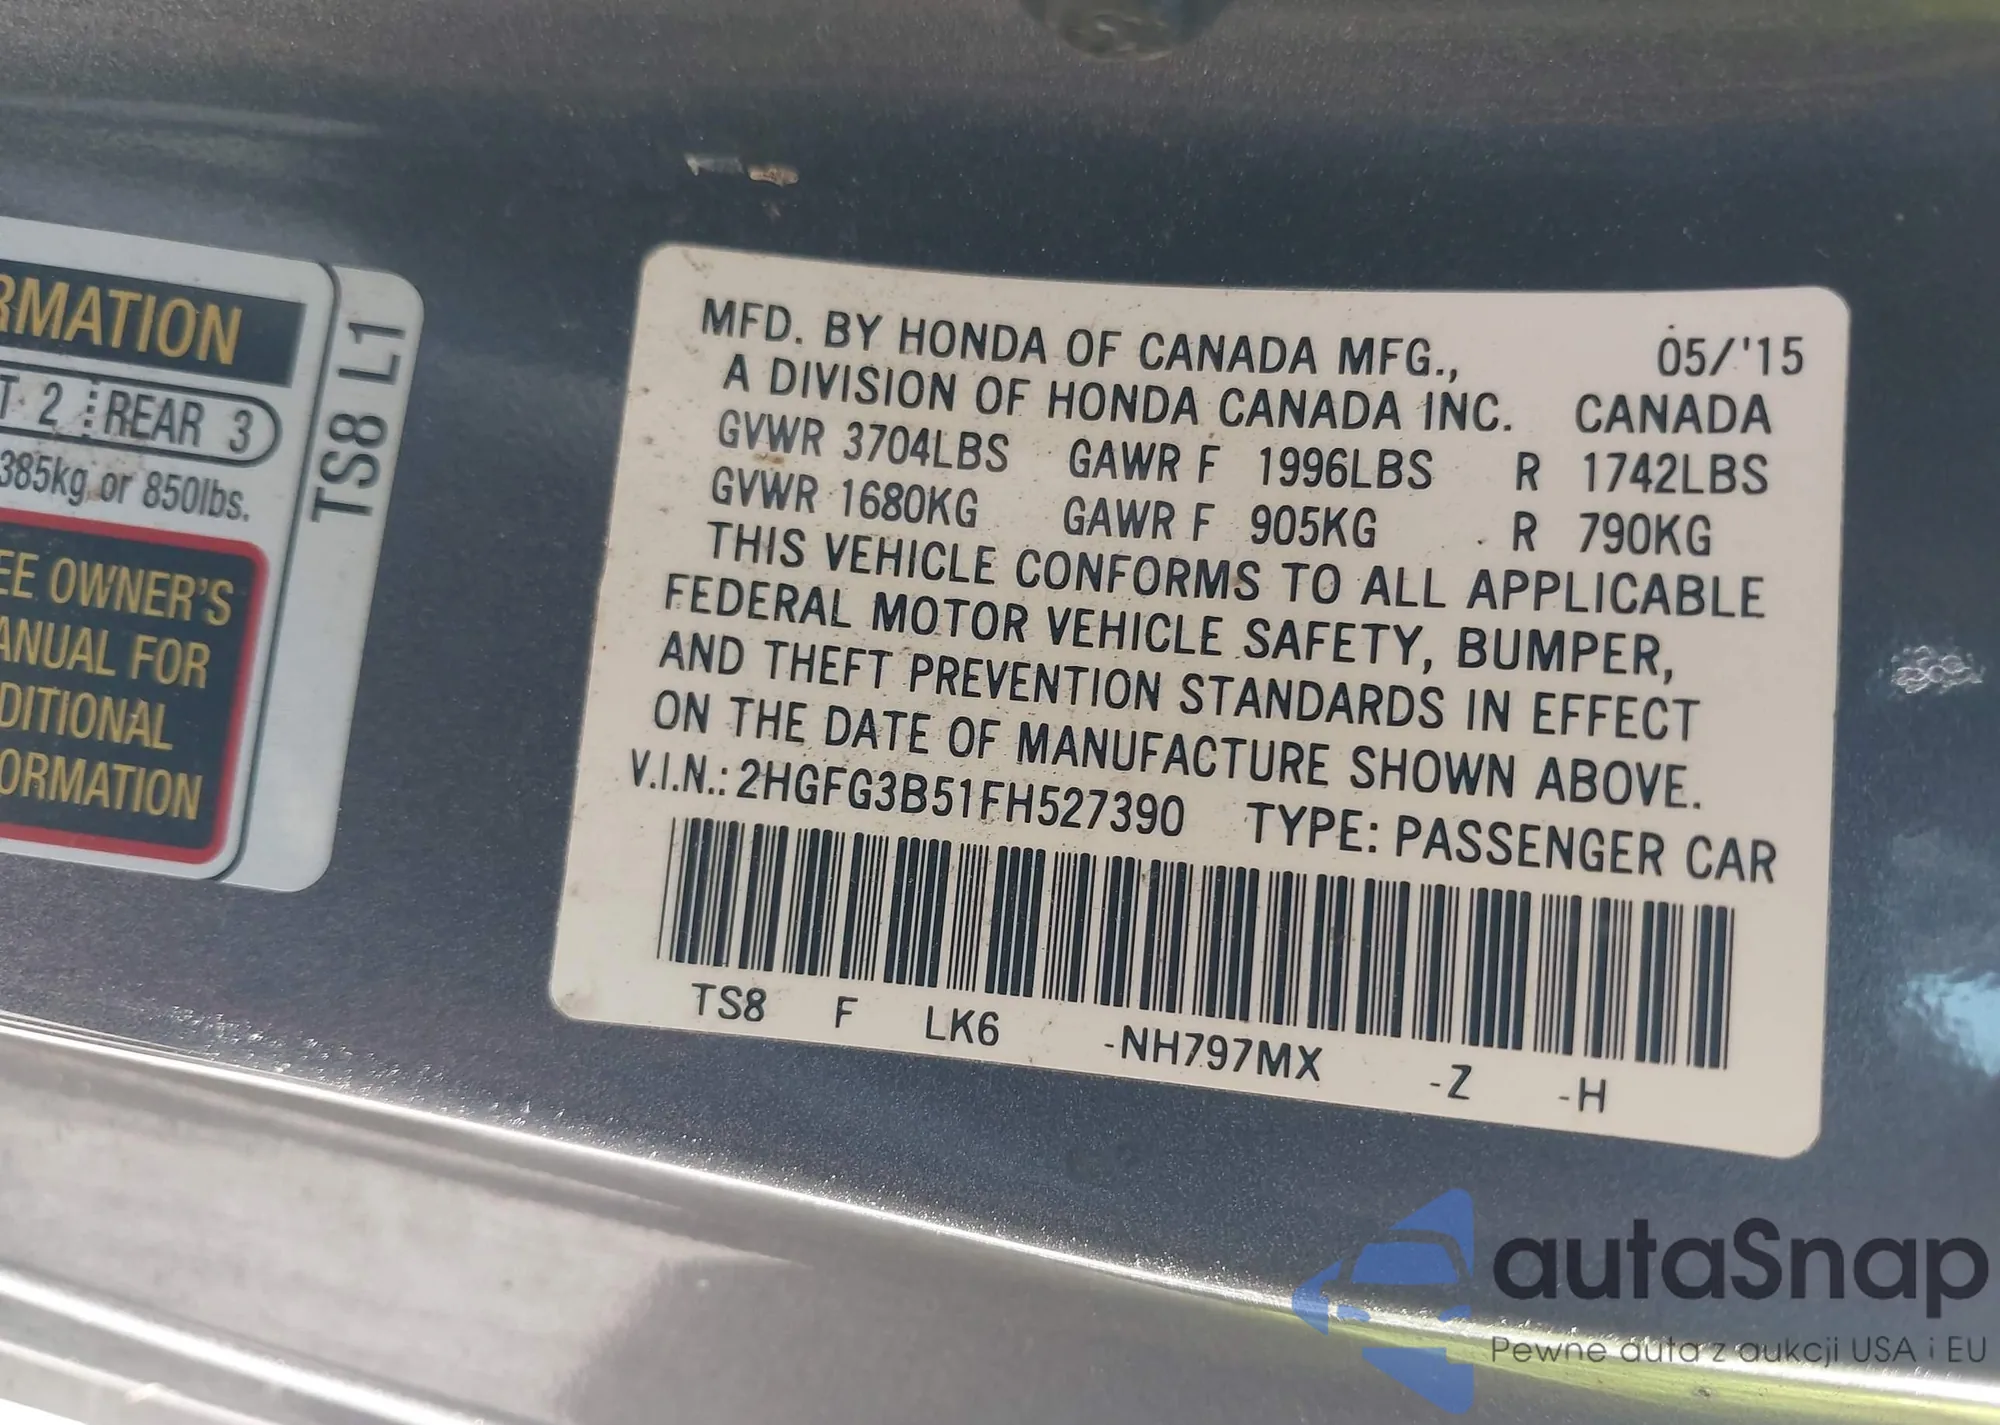 RMATION
T 2 REAR 3
385kg or 850lbs.
EE OWNER'S
ANUAL FOR
DITIONAL
ORMATION
TS8 L1
MFD. BY HONDA OF CANADA MFG., 05/'15
A DIVISION OF HONDA CANADA INC. CANADA
GVWR 3704LBS GAWR F 1996LBS R 1742LBS
GVWR 1680KG GAWR F 905KG R 790KG
THIS VEHICLE CONFORMS TO ALL APPLICABLE
FEDERAL MOTOR VEHICLE SAFETY, BUMPER,
AND THEFT PREVENTION STANDARDS IN EFFECT
ON THE DATE OF MANUFACTURE SHOWN ABOVE.
V.I.N.: 2HGFG3B51FH527390 TYPE: PASSENGER CAR
TS8 F LK6 -NH797MX -Z -H
autaSnap
Pewne auta z aukcji USA i EU